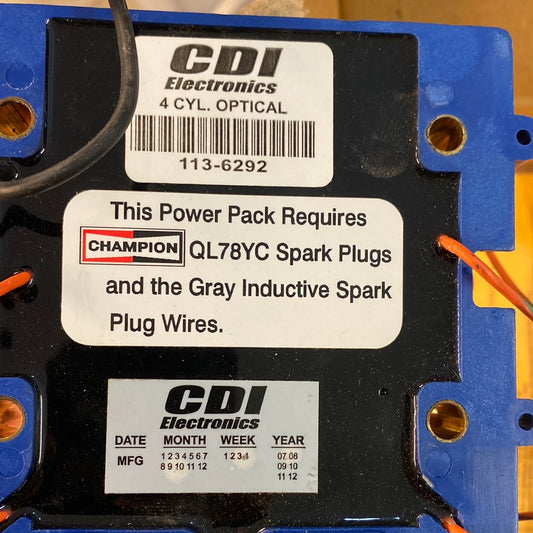 CDI
Electronics
4 CYL. OPTICAL
113-6292
This Power Pack Requires
CHAMPION QL78YC Spark Plugs
and the Gray Inductive Spark
Plug Wires.
CDI
Electronics
DATE MONTH WEEK YEAR
MFG 1 2 3 4 5 6 7 1 2 3 4 07 08
8 9 10 11 12 09 10
11 12